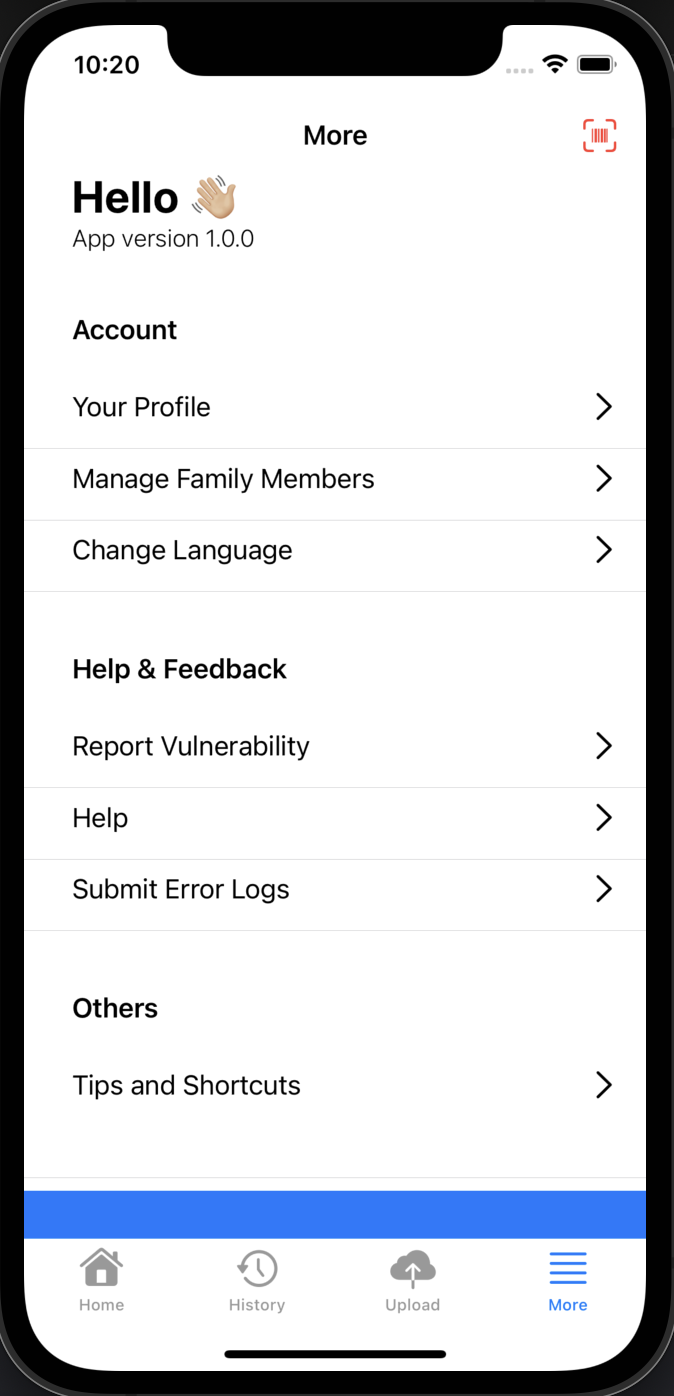 10:20
More
Hello 👋🏼
App version 1.0.0
Account
Your Profile
Manage Family Members
Change Language
Help & Feedback
Report Vulnerability
Help
Submit Error Logs
Others
Tips and Shortcuts
Home
History
Upload
More